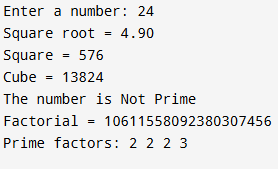 Enter a number: 24
Square root = 4.90
Square = 576
Cube = 13824
The number is Not Prime
Factorial = 10611558092380307456
Prime factors: 2 2 2 3